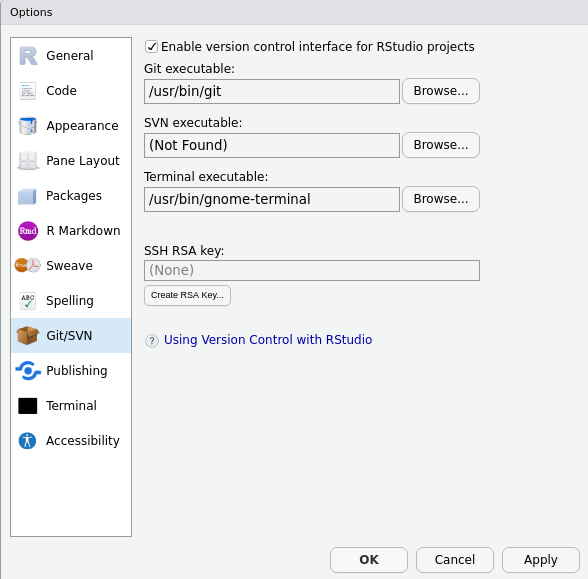 Options
General
Code
Appearance
Pane Layout
Packages
Rmd
R Markdown
Sweave
ABC
Spelling
Git/SVN
Publishing
Terminal
Accessibility
Enable version control interface for RStudio projects
Git executable:
/usr/bin/git
Browse...
SVN executable:
(Not Found)
Browse...
Terminal executable:
/usr/bin/gnome-terminal
Browse...
SSH RSA key:
(None)
Create RSA Key...
? Using Version Control with RStudio
OK
Cancel
Apply